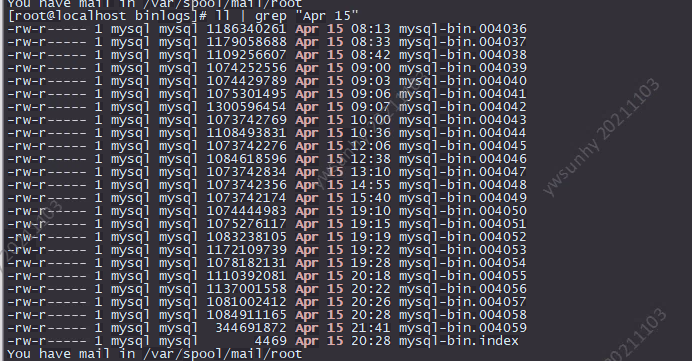 You have mail in /var/spool/mail/root
[root@localhost binlogs]# ll | grep "Apr 15"
-rw-r----- 1 mysql mysql 1186340261 Apr 15 08:13 mysql-bin.004036
-rw-r----- 1 mysql mysql 1179058688 Apr 15 08:33 mysql-bin.004037
-rw-r----- 1 mysql mysql 1109256607 Apr 15 08:42 mysql-bin.004038
-rw-r----- 1 mysql mysql 1074252556 Apr 15 09:00 mysql-bin.004039
-rw-r----- 1 mysql mysql 1074429789 Apr 15 09:03 mysql-bin.004040
-rw-r----- 1 mysql mysql 1075301495 Apr 15 09:06 mysql-bin.004041
-rw-r----- 1 mysql mysql 1300596454 Apr 15 09:07 mysql-bin.004042
-rw-r----- 1 mysql mysql 1073742769 Apr 15 10:00 mysql-bin.004043
-rw-r----- 1 mysql mysql 1108493831 Apr 15 10:36 mysql-bin.004044
-rw-r----- 1 mysql mysql 1073742276 Apr 15 12:06 mysql-bin.004045
-rw-r----- 1 mysql mysql 1084618596 Apr 15 12:38 mysql-bin.004046
-rw-r----- 1 mysql mysql 1073742834 Apr 15 13:10 mysql-bin.004047
-rw-r----- 1 mysql mysql 1073742356 Apr 15 14:55 mysql-bin.004048
-rw-r----- 1 mysql mysql 1073742174 Apr 15 15:40 mysql-bin.004049
-rw-r----- 1 mysql mysql 1074444983 Apr 15 19:10 mysql-bin.004050
-rw-r----- 1 mysql mysql 1075276117 Apr 15 19:15 mysql-bin.004051
-rw-r----- 1 mysql mysql 1083238105 Apr 15 19:19 mysql-bin.004052
-rw-r----- 1 mysql mysql 1172109739 Apr 15 19:22 mysql-bin.004053
-rw-r----- 1 mysql mysql 1078182131 Apr 15 19:28 mysql-bin.004054
-rw-r----- 1 mysql mysql 1110392081 Apr 15 20:18 mysql-bin.004055
-rw-r----- 1 mysql mysql 1137001558 Apr 15 20:22 mysql-bin.004056
-rw-r----- 1 mysql mysql 1081002412 Apr 15 20:26 mysql-bin.004057
-rw-r----- 1 mysql mysql 1084911165 Apr 15 20:28 mysql-bin.004058
-rw-r----- 1 mysql mysql 344691872 Apr 15 21:41 mysql-bin.004059
-rw-r----- 1 mysql mysql 4469 Apr 15 20:28 mysql-bin.index
You have mail in /var/spool/mail/root
ywsunhy 20211103